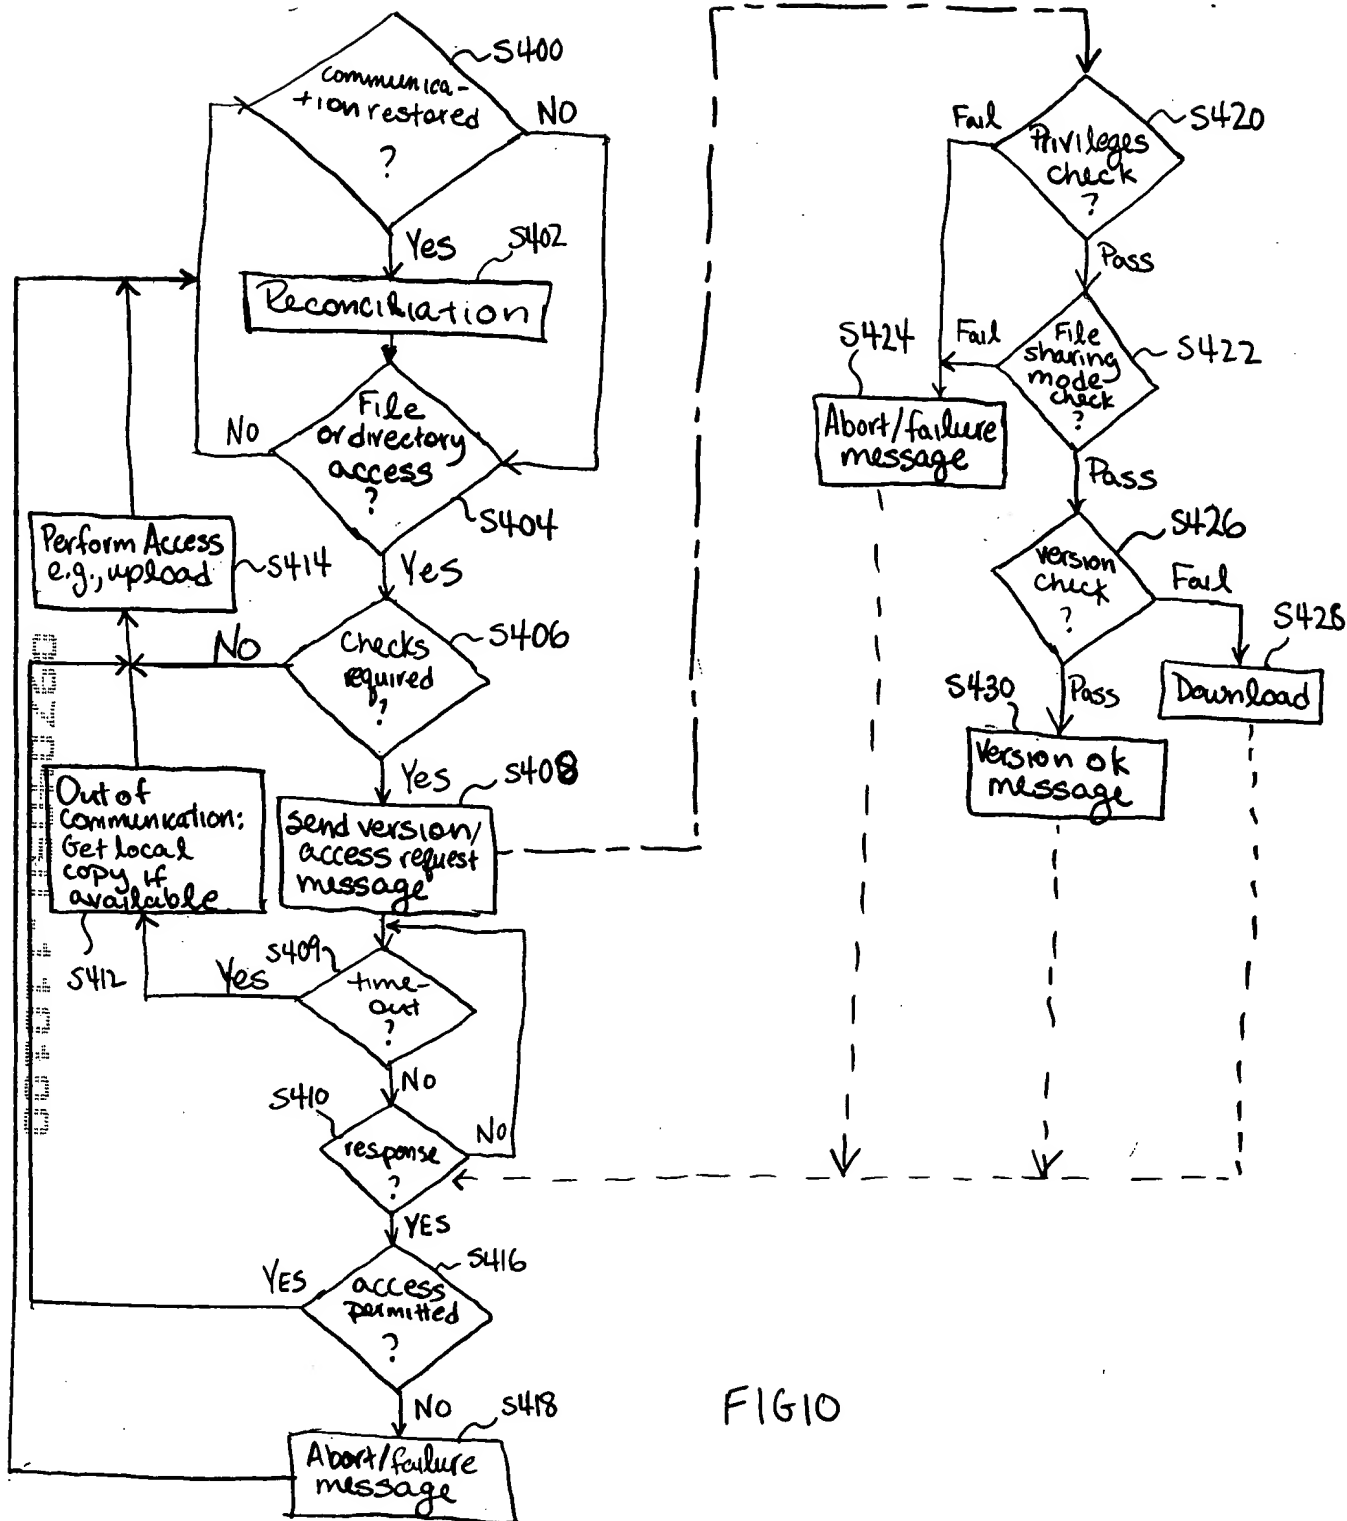 S400
communica-
tion restored
?
NO
Yes
S402
Reconciliation
File
or directory
access
?
NO
S404
Yes
Perform Access
e.g., upload
S414
Checks
required
?
NO
S406
Yes
S408
Send version/
access request
message
Out of
communication:
Get local
copy if
available
S412
S409
time-
out
?
Yes
NO
S410
response
?
NO
YES
S416
access
permitted
?
YES
NO
S418
Abort/failure
message
S420
Privileges
check
?
Fail
Pass
S422
File
sharing
mode
check
?
Fail
S424
Abort/failure
message
Pass
S426
version
check
?
Fail
S428
Download
Pass
S430
Version ok
message
FIG10